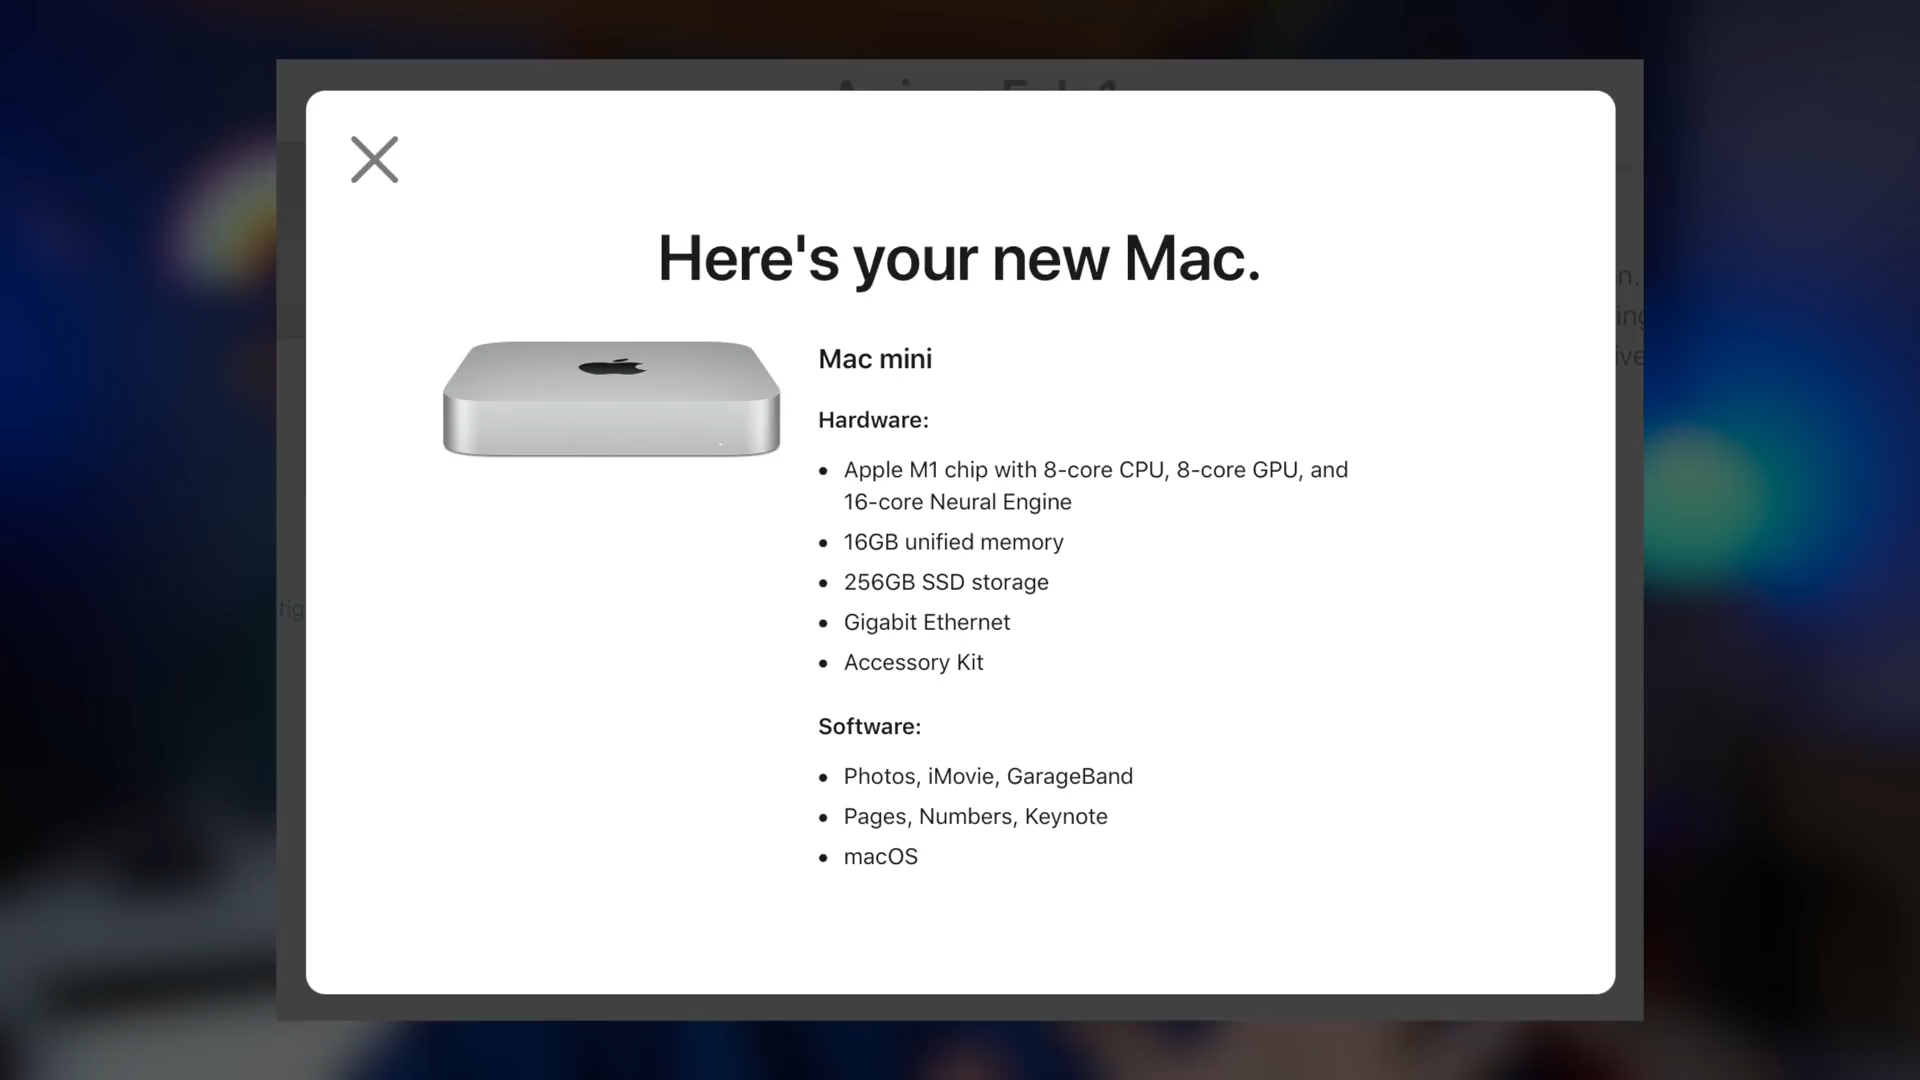 Here's your new Mac.
Mac mini
Hardware:
• Apple M1 chip with 8-core CPU, 8-core GPU, and
16-core Neural Engine
• 16GB unified memory
• 256GB SSD storage
• Gigabit Ethernet
• Accessory Kit
Software:
• Photos, iMovie, GarageBand
• Pages, Numbers, Keynote
• macOS